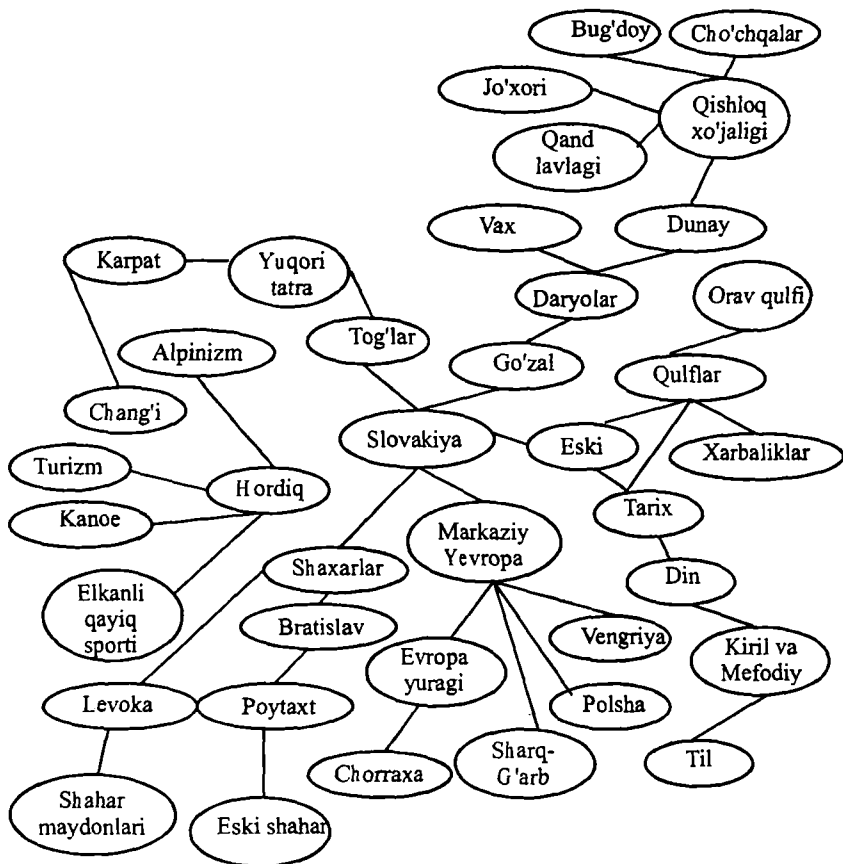 Bug'doy
Cho'chqalar
Jo'xori
Qishloq
xo'jaligi
Qand
lavlagi
Vax
Dunay
Karpat
Yuqori
tatra
Daryolar
Orav qulfi
Tog'lar
Alpinizm
Go'zal
Qulflar
Chang'i
Slovakiya
Eski
Xarbaliklar
Turizm
Hordiq
Kanoe
Tarix
Markaziy
Yevropa
Shaxarlar
Din
Elkanli
qayiq
sporti
Bratislav
Vengriya
Kiril va
Mefodiy
Evropa
yuragi
Levoka
Poytaxt
Polsha
Chorraxa
Sharq-
G'arb
Til
Shahar
maydonlari
Eski shahar